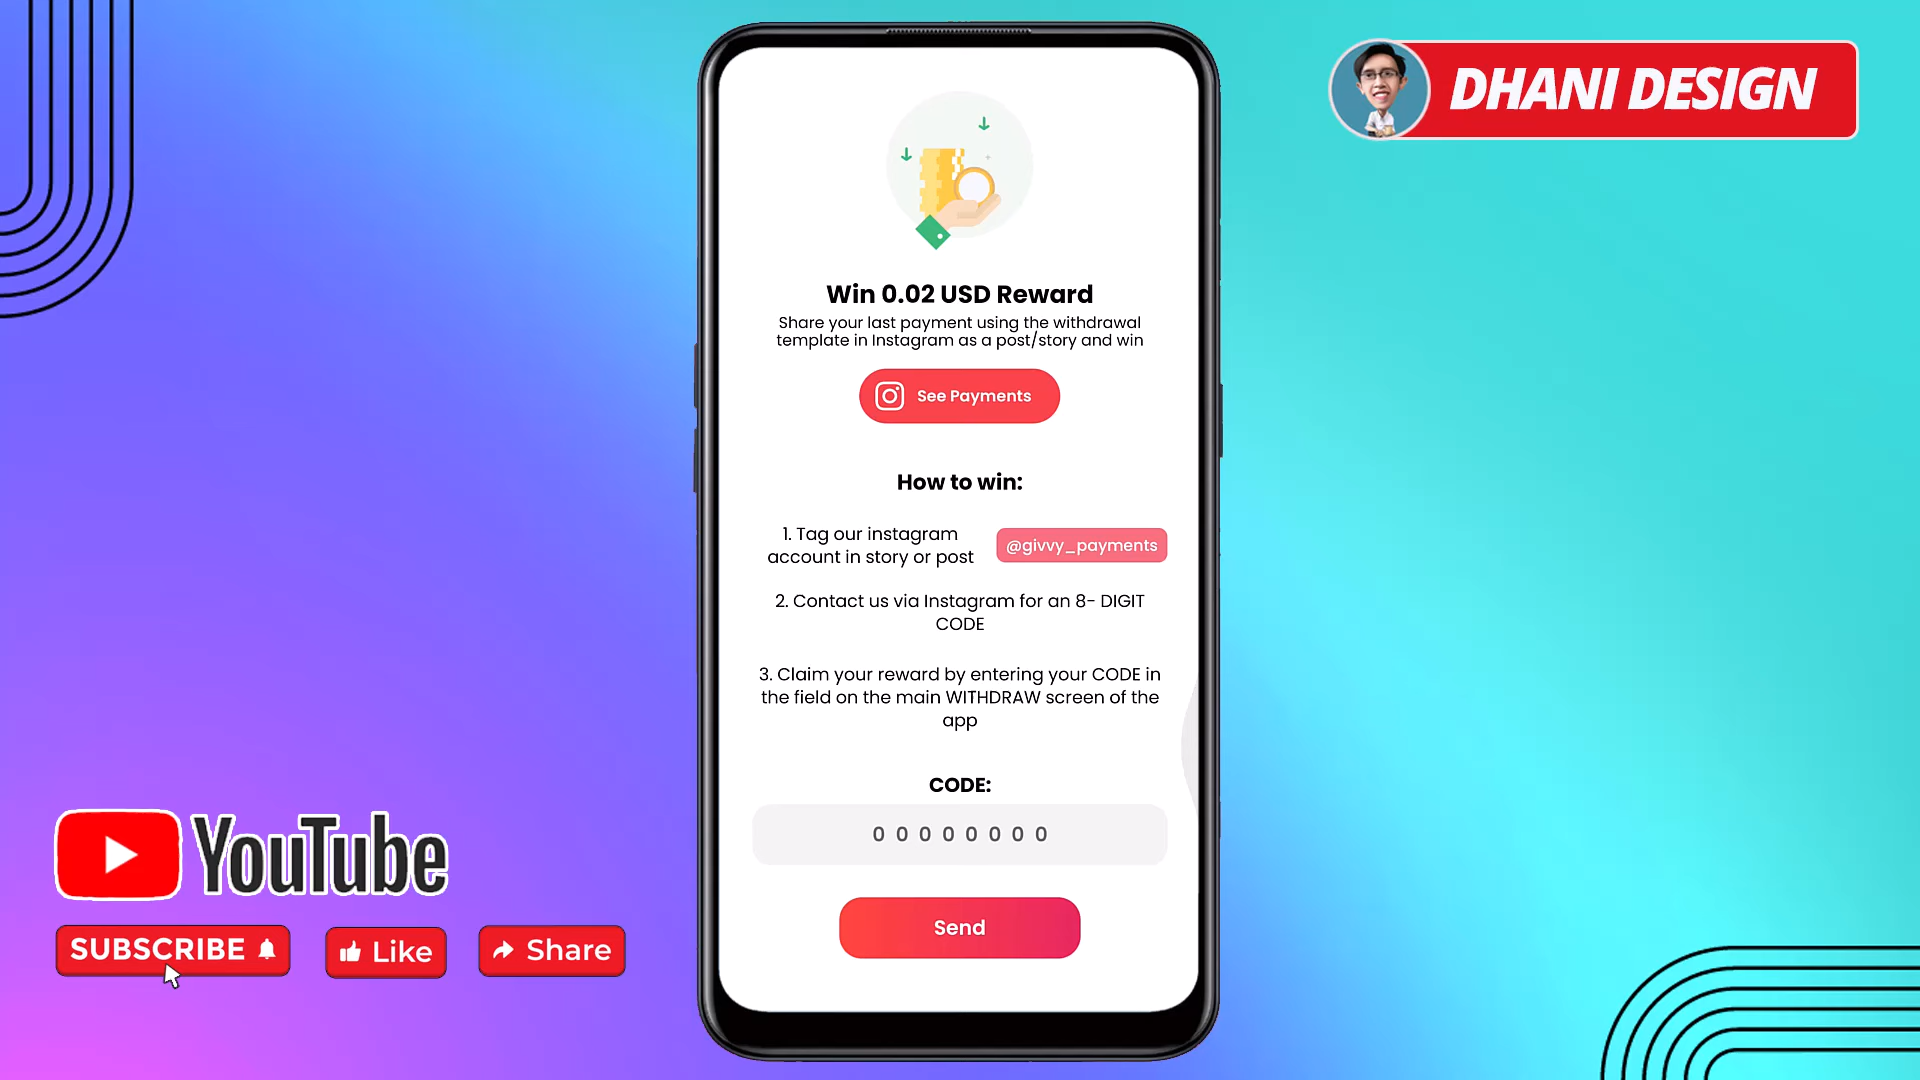 DHANI DESIGN
Win 0.02 USD Reward
Share your last payment using the withdrawal
template in Instagram as a post/story and win
See Payments
How to win:
1. Tag our instagram
account in story or post
@givvy_payments
2. Contact us via Instagram for an 8- DIGIT
CODE
3. Claim your reward by entering your CODE in
the field on the main WITHDRAW screen of the
app
CODE:
0 0 0 0 0 0 0 0
Send
YouTube
SUBSCRIBE
Like
Share